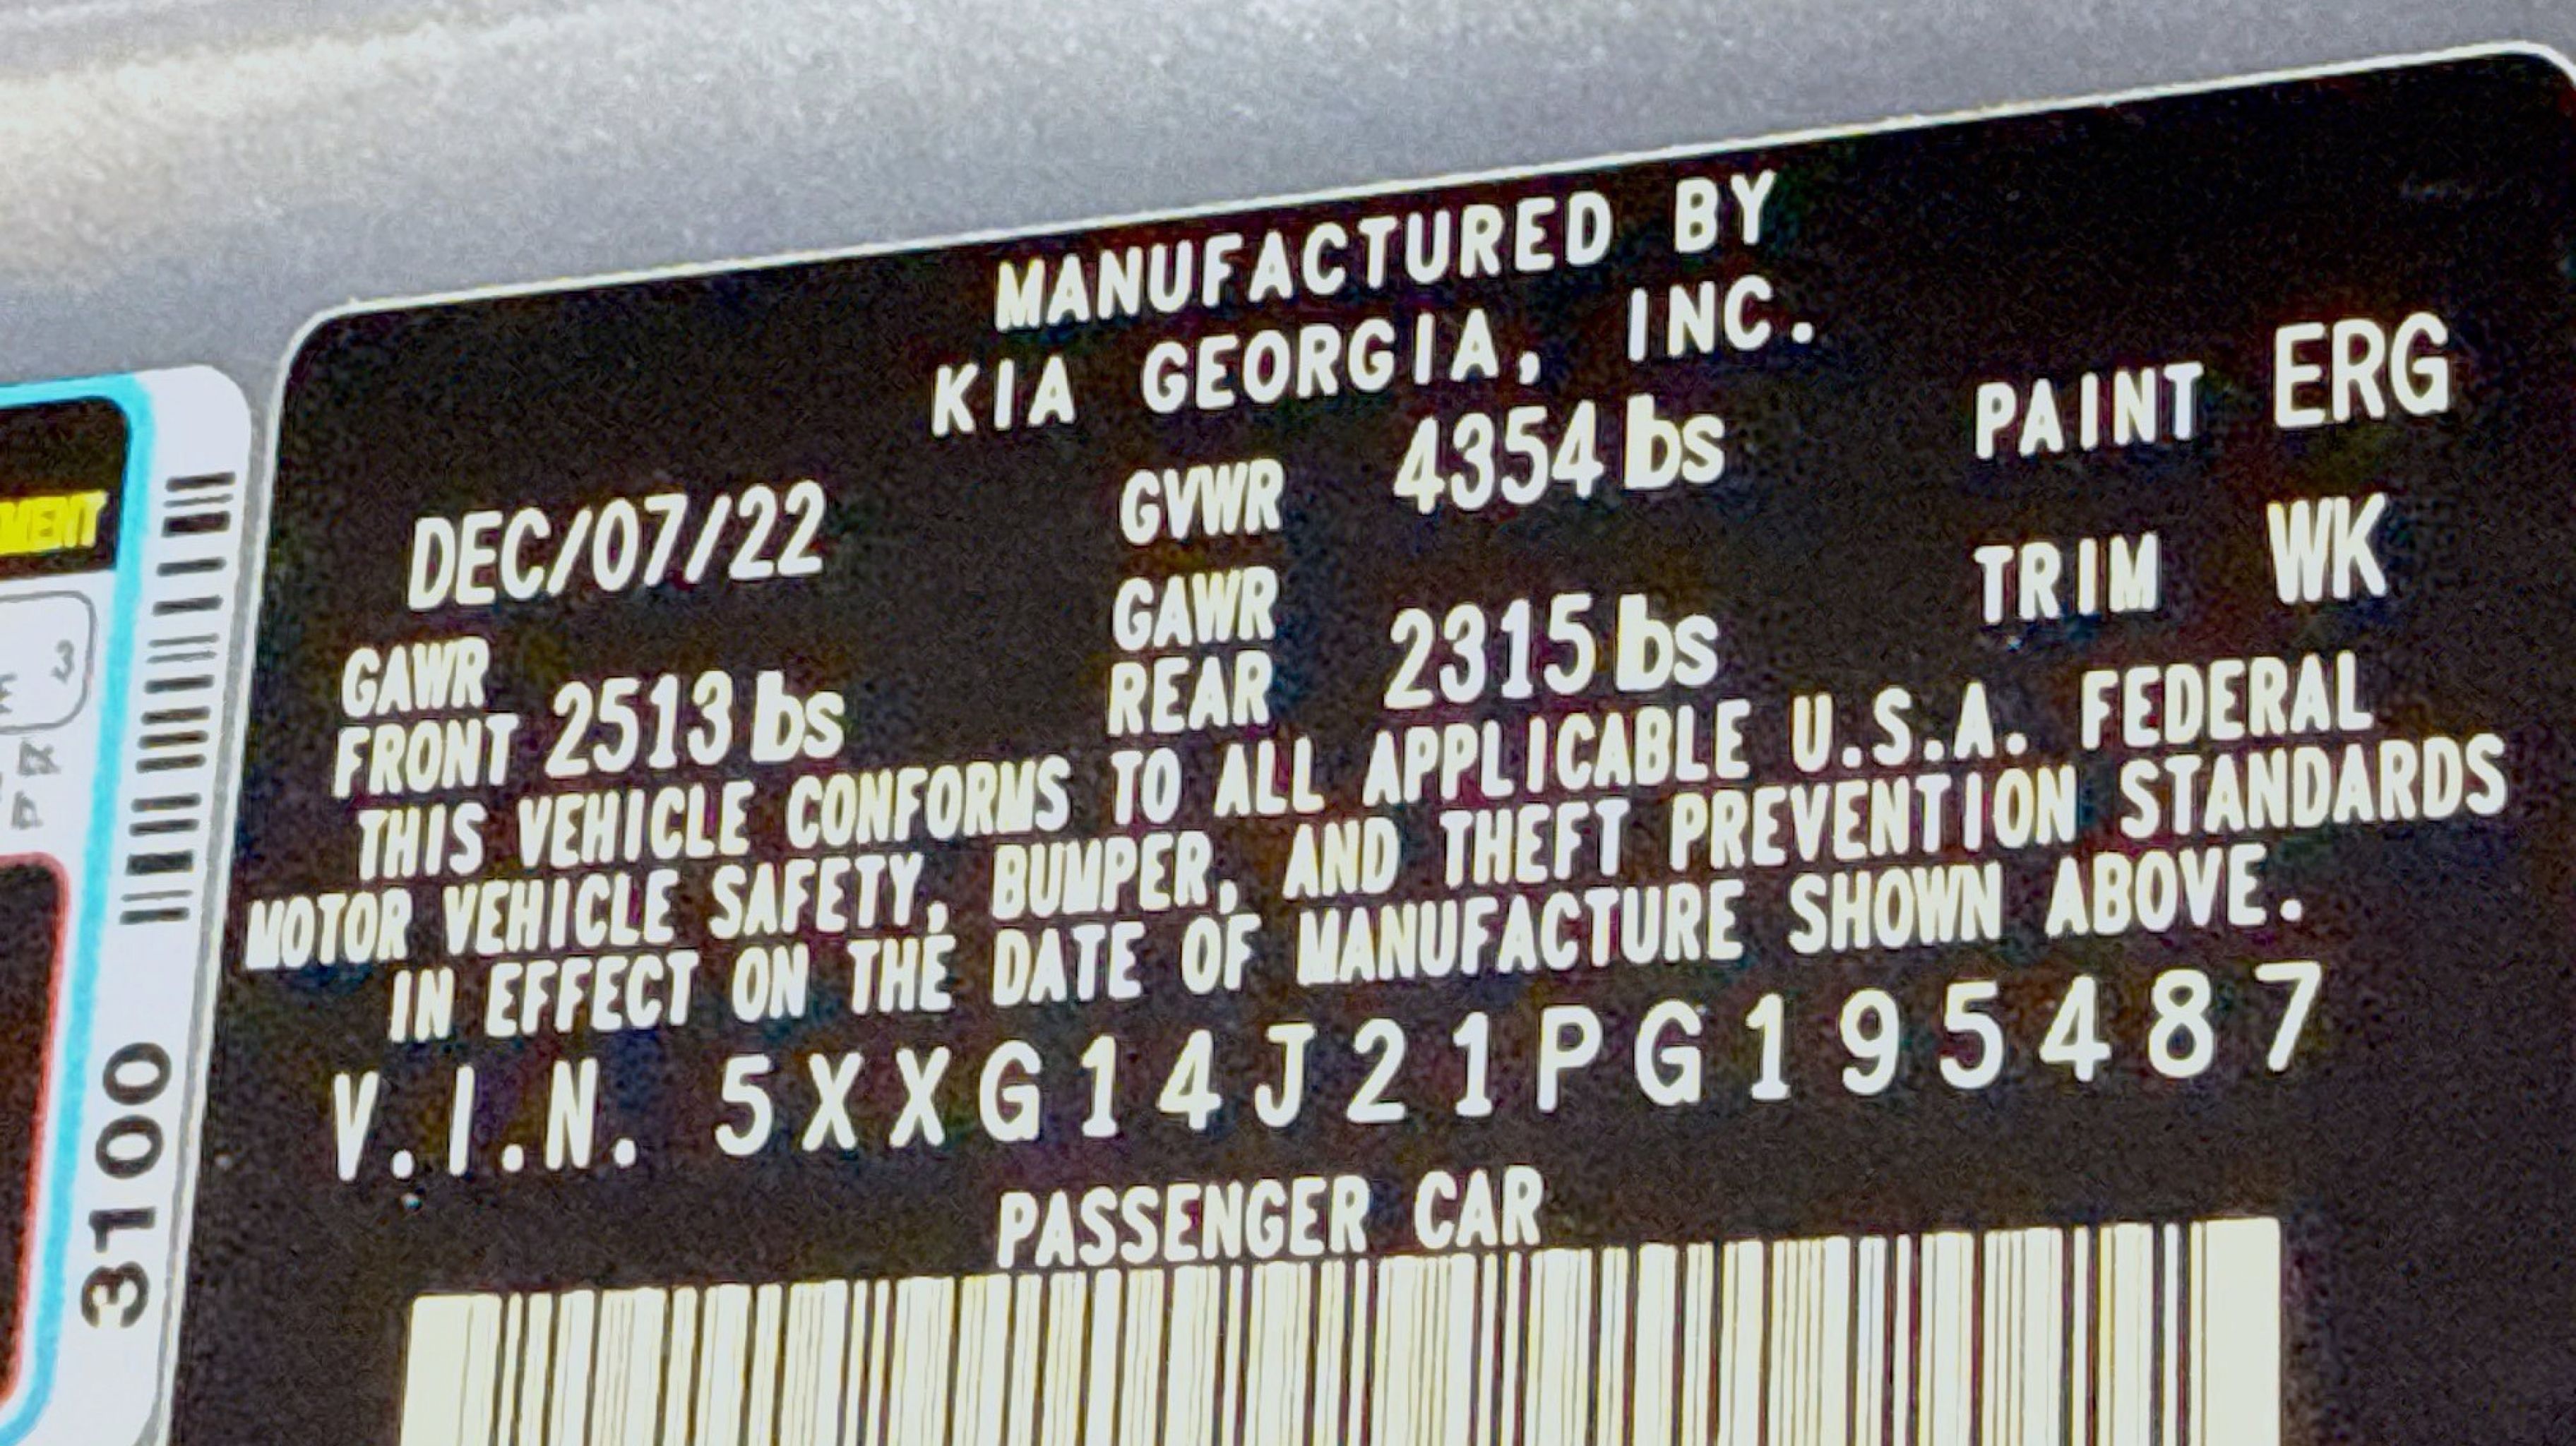 MANUFACTURED BY
KIA GEORGIA, INC.
DEC/07/22 GVWR 4354 lbs PAINT ERG
GAWR FRONT 2513 lbs GAWR REAR 2315 lbs TRIM WK
THIS VEHICLE CONFORMS TO ALL APPLICABLE U.S.A. FEDERAL
MOTOR VEHICLE SAFETY, BUMPER, AND THEFT PREVENTION STANDARDS
IN EFFECT ON THE DATE OF MANUFACTURE SHOWN ABOVE.
V.I.N. 5XXG14J21PG195487
PASSENGER CAR
3100